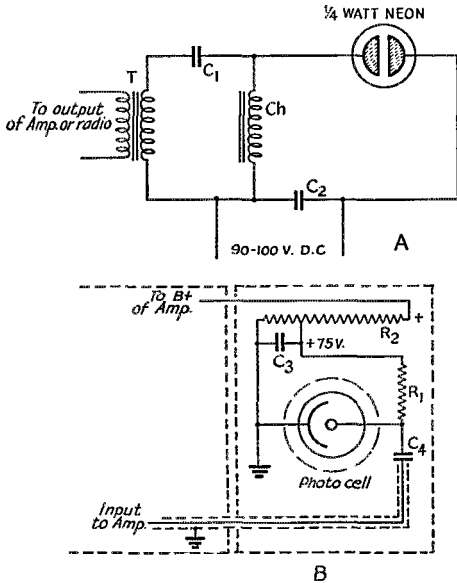 ¼ WATT NEON
T
C1
Ch
To output
of Amp. or radio
C2
90-100 V. D.C
A
To B+
of Amp.
+
R2
C3
+75V.
R1
C4
Photo cell
Input
to Amp.
B